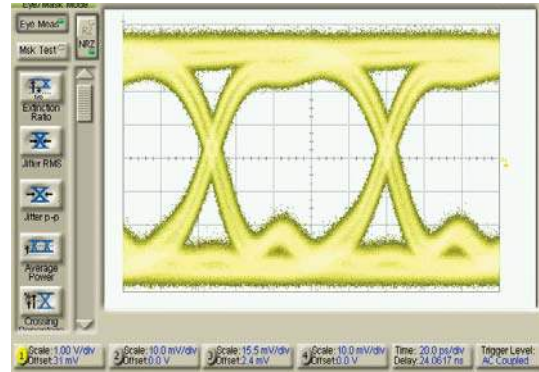 Eye/Mask Mode
Eye Meas
NRZ
Msk Test
Extinction
Ratio
Jitter RMS
Jitter p-p
Average
Power
Crossing
1 Scale: 1.00 V/div
Offset: 31 mV
2 Scale: 10.0 mV/div
Offset: 0.0 V
3 Scale: 15.5 mV/div
Offset: 2.4 mV
4 Scale: 10.0 mV/div
Offset: 0.0 V
Time: 20.0 ps/div
Delay: 24.0617 ns
Trigger Level:
AC Coupled